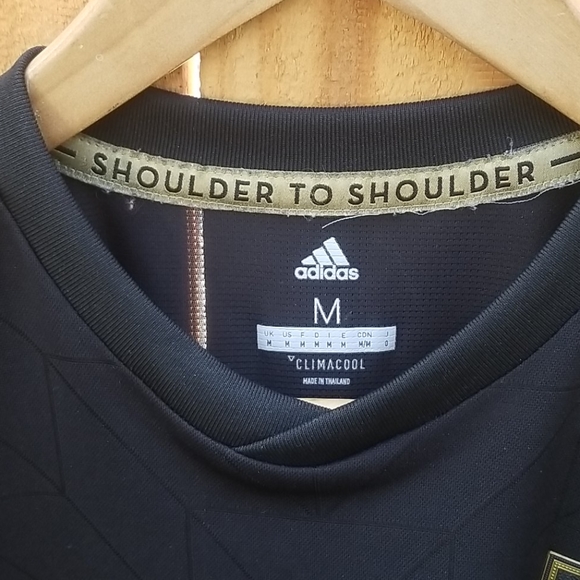 SHOULDER TO SHOULDER
adidas
M
UK US F D I E CDN J
M M M M M M M/M O
CLIMACOOL
MADE IN THAILAND